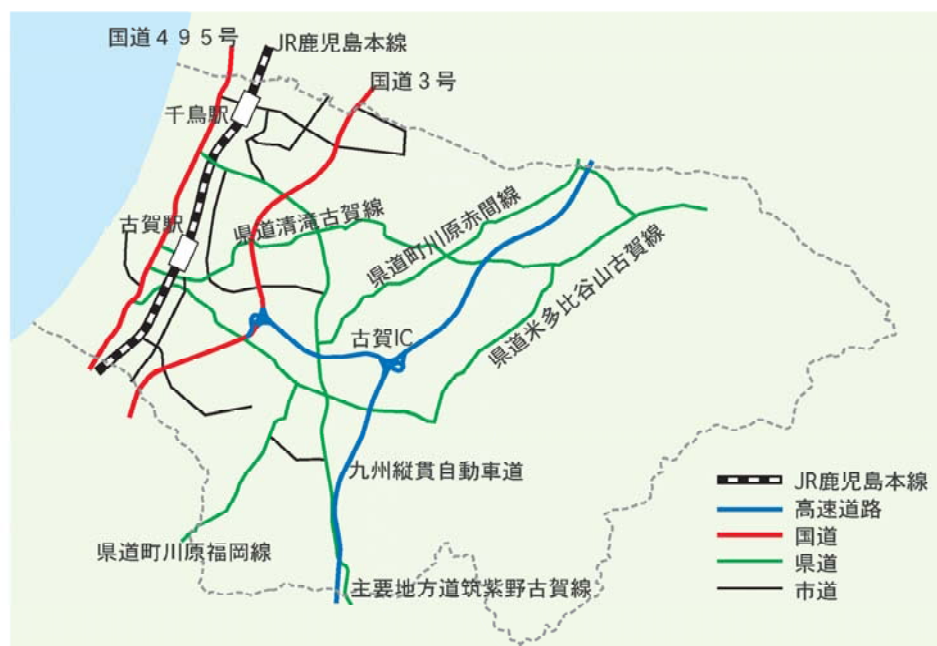 国道４９５号
JR鹿児島本線
国道３号
千鳥駅
古賀駅
県道清滝古賀線
県道町川原赤間線
県道米多比谷山古賀線
古賀IC
九州縦貫自動車道
県道町川原福岡線
主要地方道筑紫野古賀線
JR鹿児島本線
高速道路
国道
県道
市道